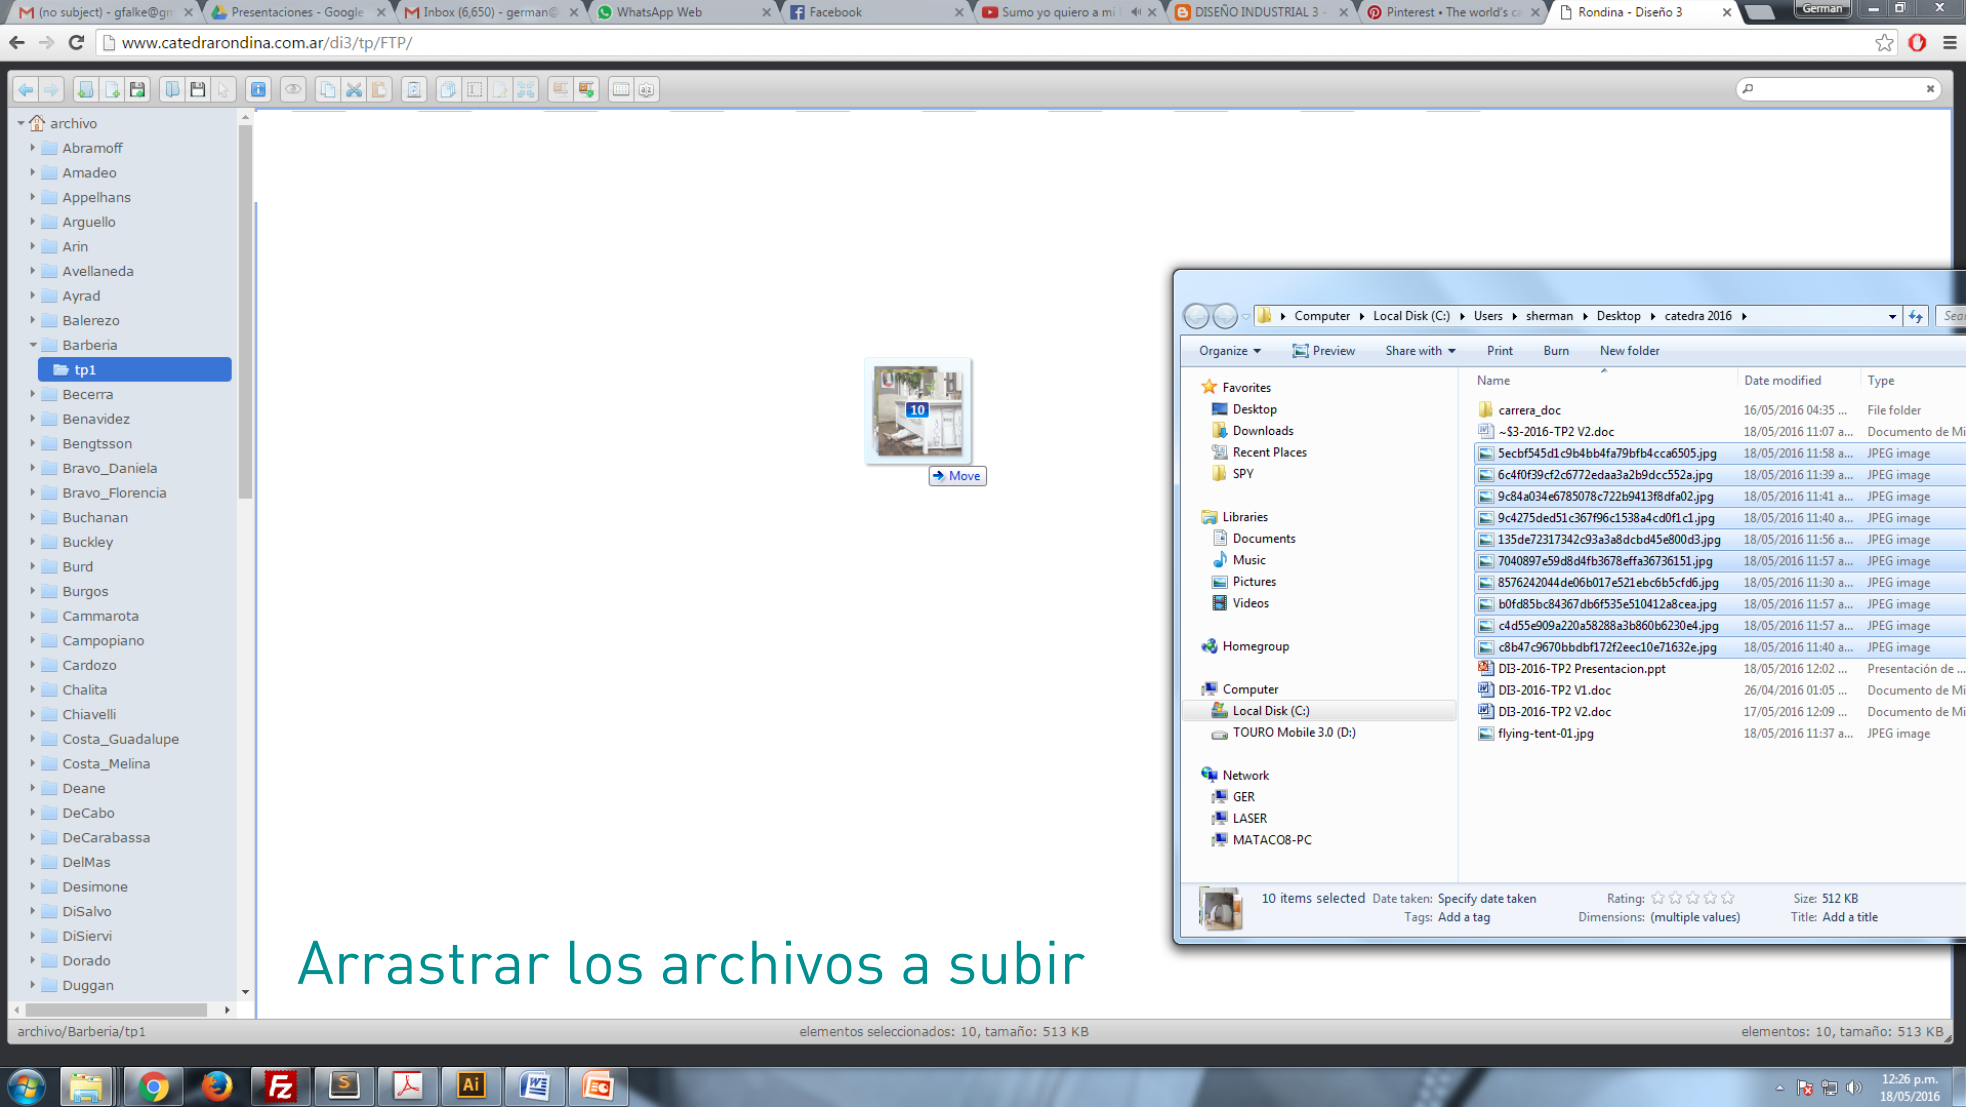 (no subject) - gfalke@gm
Presentaciones - Google
Inbox (6,650) - german@
WhatsApp Web
Facebook
Sumo yo quiero a mi
DISEÑO INDUSTRIAL 3 -
Pinterest • The world's ca
Rondina - Diseño 3
German
www.catedrarondina.com.ar/di3/tp/FTP/
archivo
Abramoff
Amadeo
Appelhans
Arguello
Arin
Avellaneda
Ayrad
Balerezo
Barberia
tp1
Becerra
Benavidez
Bengtsson
Bravo_Daniela
Bravo_Florencia
Buchanan
Buckley
Burd
Burgos
Cammarota
Campopiano
Cardozo
Chalita
Chiavelli
Costa_Guadalupe
Costa_Melina
Deane
DeCabo
DeCarabassa
DelMas
Desimone
DiSalvo
DiSiervi
Dorado
Duggan
10
Move
Computer Local Disk (C:) Users sherman Desktop catedra 2016
Sea
Organize Preview Share with Print Burn New folder
Favorites
Desktop
Downloads
Recent Places
SPY
Libraries
Documents
Music
Pictures
Videos
Homegroup
Computer
Local Disk (C:)
TOURO Mobile 3.0 (D:)
Network
GER
LASER
MATACO8-PC
Name Date modified Type
carrera_doc 16/05/2016 04:35 ... File folder
~$3-2016-TP2 V2.doc 18/05/2016 11:07 a... Documento de Mi
5ecbf545d1c9b4bb4fa79bfb4cca6505.jpg 18/05/2016 11:58 a... JPEG image
6c4f0f39cf2c6772edaa3a2b9dcc552a.jpg 18/05/2016 11:39 a... JPEG image
9c84a034e6785078c722b9413f8dfa02.jpg 18/05/2016 11:41 a... JPEG image
9c4275ded51c367f96c1538a4cd0f1c1.jpg 18/05/2016 11:40 a... JPEG image
135de72317342c93a3a8dcbd45e800d3.jpg 18/05/2016 11:56 a... JPEG image
7040897e59d8d4fb3678effa36736151.jpg 18/05/2016 11:57 a... JPEG image
8576242044de06b017e521ebc6b5cfd6.jpg 18/05/2016 11:30 a... JPEG image
b0fd85bc84367db6f535e510412a8cea.jpg 18/05/2016 11:57 a... JPEG image
c4d55e909a220a58288a3b860b6230e4.jpg 18/05/2016 11:57 a... JPEG image
c8b47c9670bbdbf172f2eec10e71632e.jpg 18/05/2016 11:40 a... JPEG image
DI3-2016-TP2 Presentacion.ppt 18/05/2016 12:02 ... Presentación de ...
DI3-2016-TP2 V1.doc 26/04/2016 01:05 ... Documento de Mi
DI3-2016-TP2 V2.doc 17/05/2016 12:09 ... Documento de Mi
flying-tent-01.jpg 18/05/2016 11:37 a... JPEG image
10 items selected Date taken: Specify date taken Rating: Size: 512 KB
Tags: Add a tag Dimensions: (multiple values) Title: Add a title
Arrastrar los archivos a subir
archivo/Barberia/tp1
elementos seleccionados: 10, tamaño: 513 KB
elementos: 10, tamaño: 513 KB
Fz
S
Ai
W
12:26 p.m.
18/05/2016